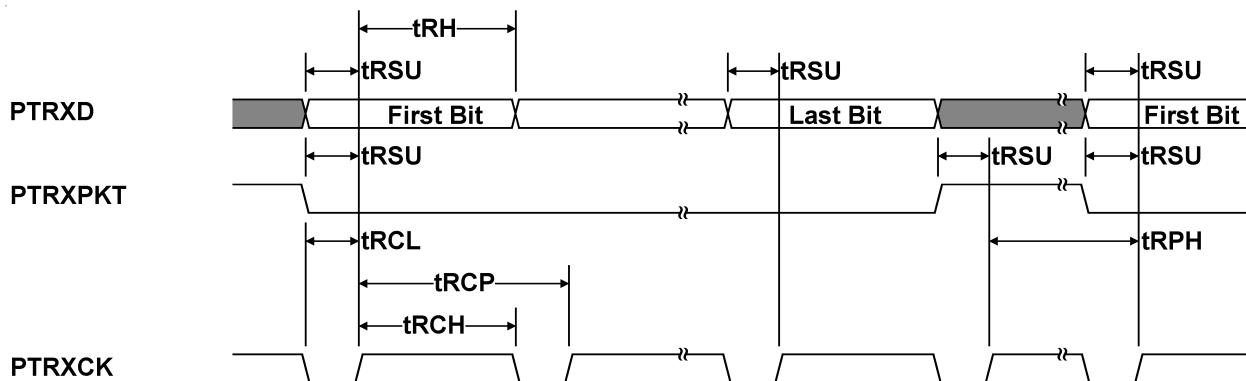 tRH
tRSU tRSU tRSU
PTRXD First Bit Last Bit First Bit
tRSU tRSU tRSU
PTRXPKT
tRCL tRPH
tRCP
tRCH
PTRXCK